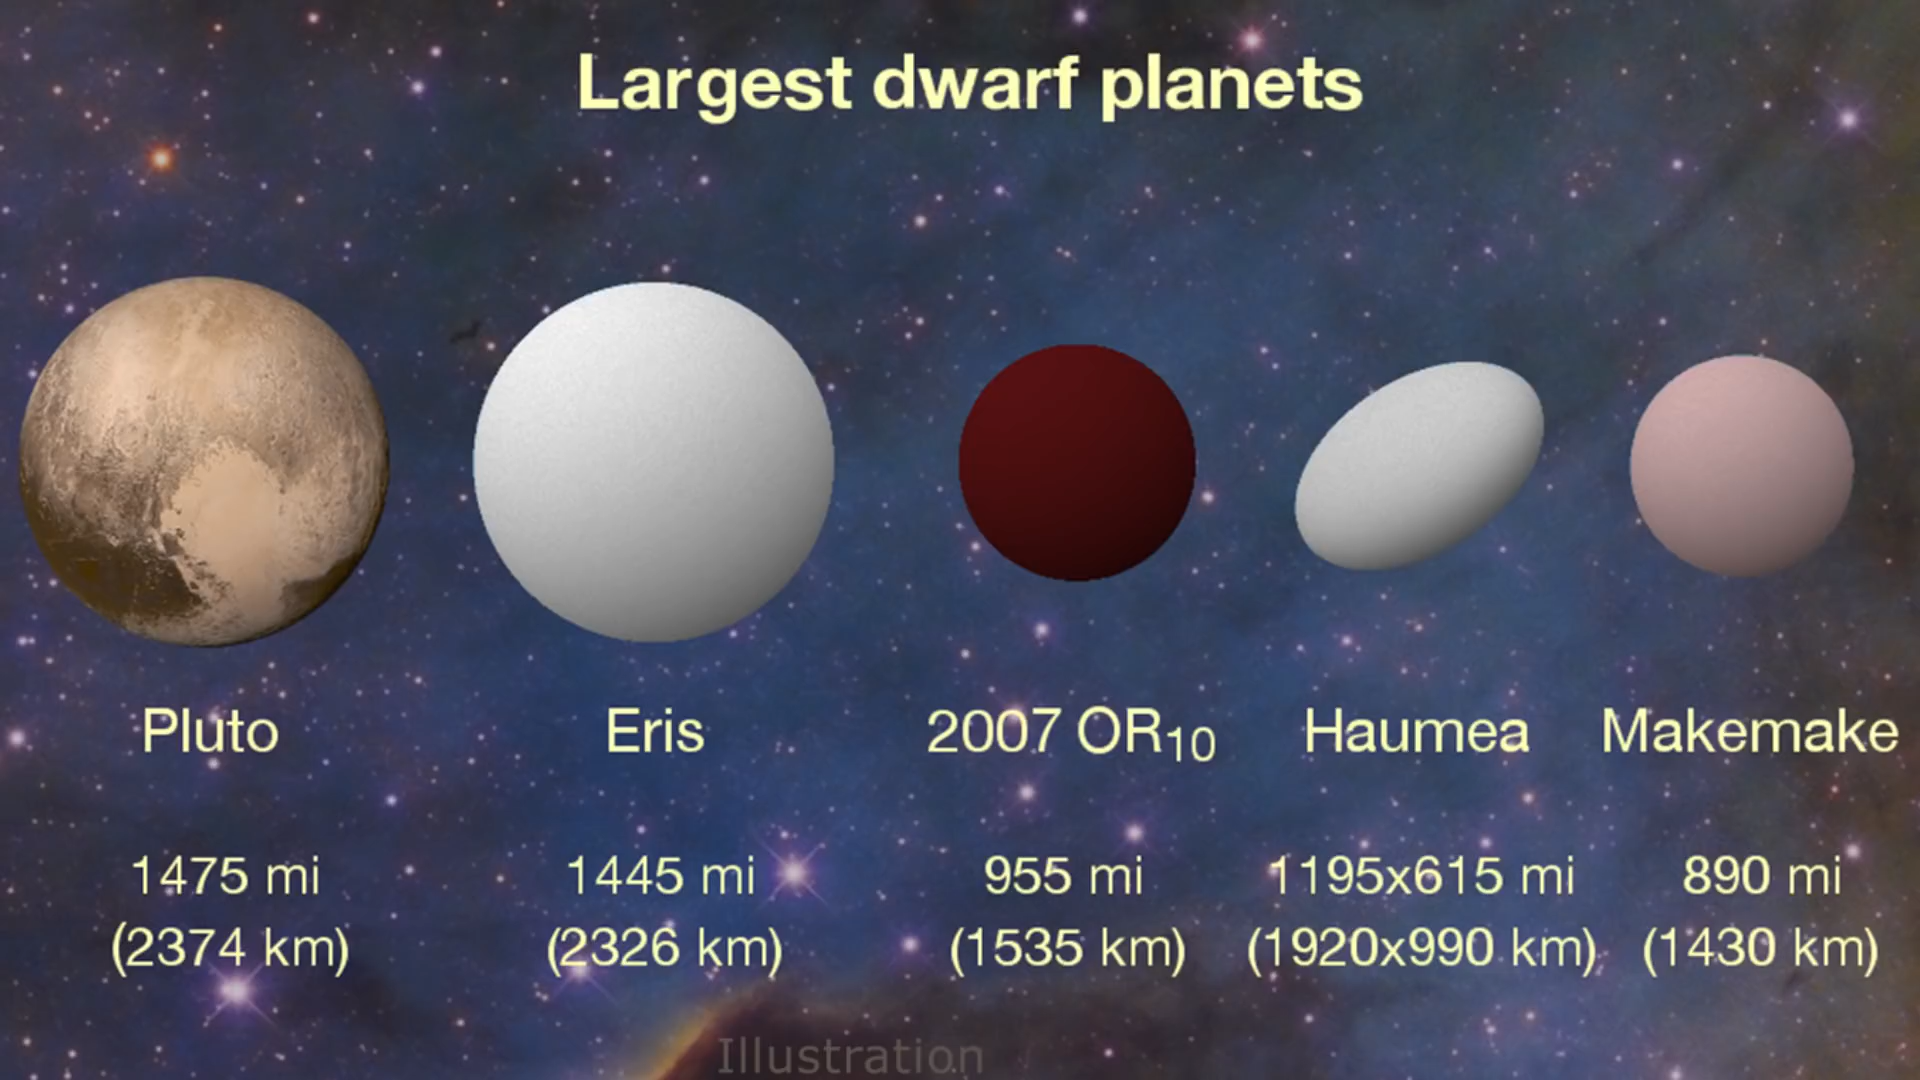 Largest dwarf planets
Pluto Eris 2007 OR₁₀ Haumea Makemake
1475 mi 1445 mi 955 mi 1195x615 mi 890 mi
(2374 km) (2326 km) (1535 km) (1920x990 km) (1430 km)
Illustration